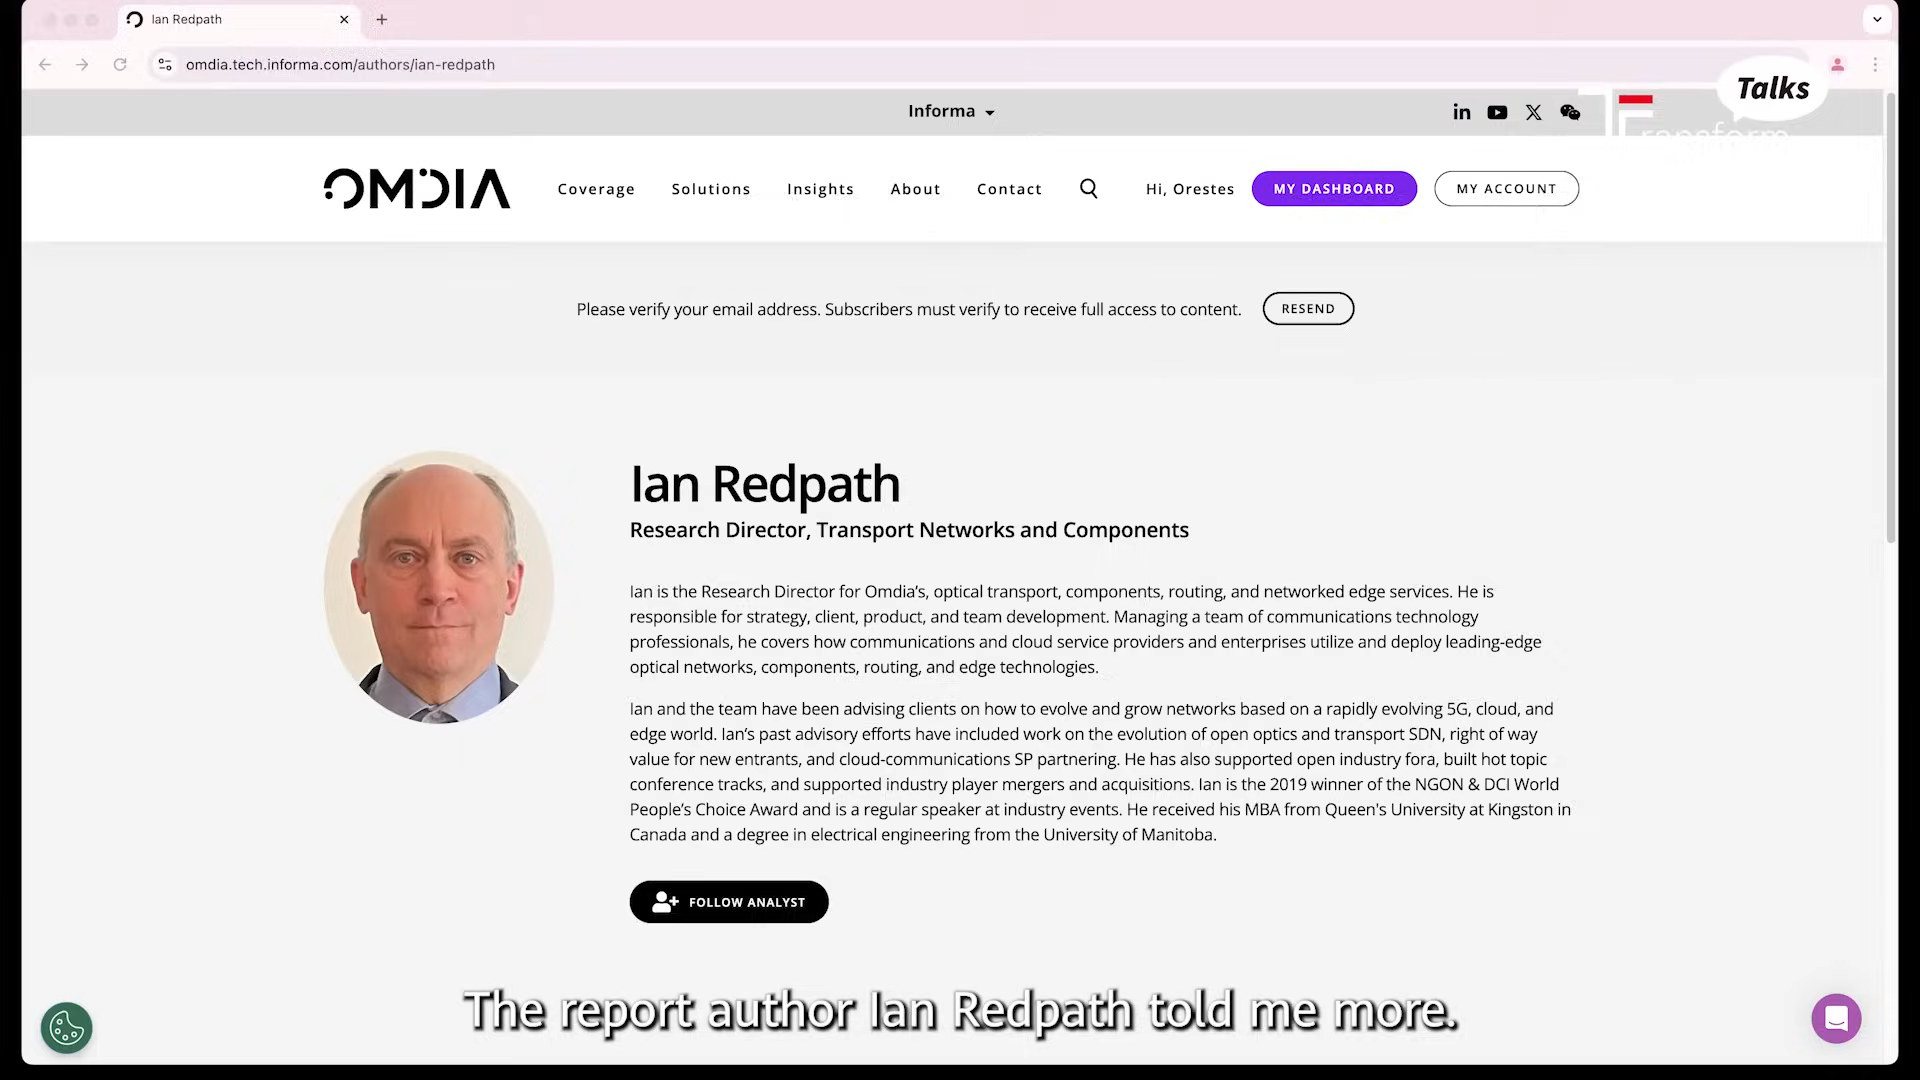 Ian Redpath
omdia.tech.informa.com/authors/ian-redpath
Talks
Informa
Transform
OMDIA
Coverage Solutions Insights About Contact Hi, Orestes MY DASHBOARD MY ACCOUNT
Please verify your email address. Subscribers must verify to receive full access to content. RESEND
Ian Redpath
Research Director, Transport Networks and Components
Ian is the Research Director for Omdia’s, optical transport, components, routing, and networked edge services. He is
responsible for strategy, client, product, and team development. Managing a team of communications technology
professionals, he covers how communications and cloud service providers and enterprises utilize and deploy leading-edge
optical networks, components, routing, and edge technologies.
Ian and the team have been advising clients on how to evolve and grow networks based on a rapidly evolving 5G, cloud, and
edge world. Ian’s past advisory efforts have included work on the evolution of open optics and transport SDN, right of way
value for new entrants, and cloud-communications SP partnering. He has also supported open industry fora, built hot topic
conference tracks, and supported industry player mergers and acquisitions. Ian is the 2019 winner of the NGON & DCI World
People’s Choice Award and is a regular speaker at industry events. He received his MBA from Queen's University at Kingston in
Canada and a degree in electrical engineering from the University of Manitoba.
FOLLOW ANALYST
The report author Ian Redpath told me more.